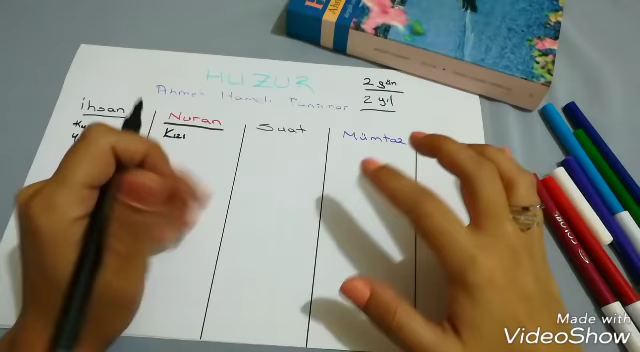 HUZUR
Ahmet Hamdi Tanpınar
2 gün
2 yıl
İhsan
Nuran
Suat
Mümtaz
Kızı
Made with
VideoShow